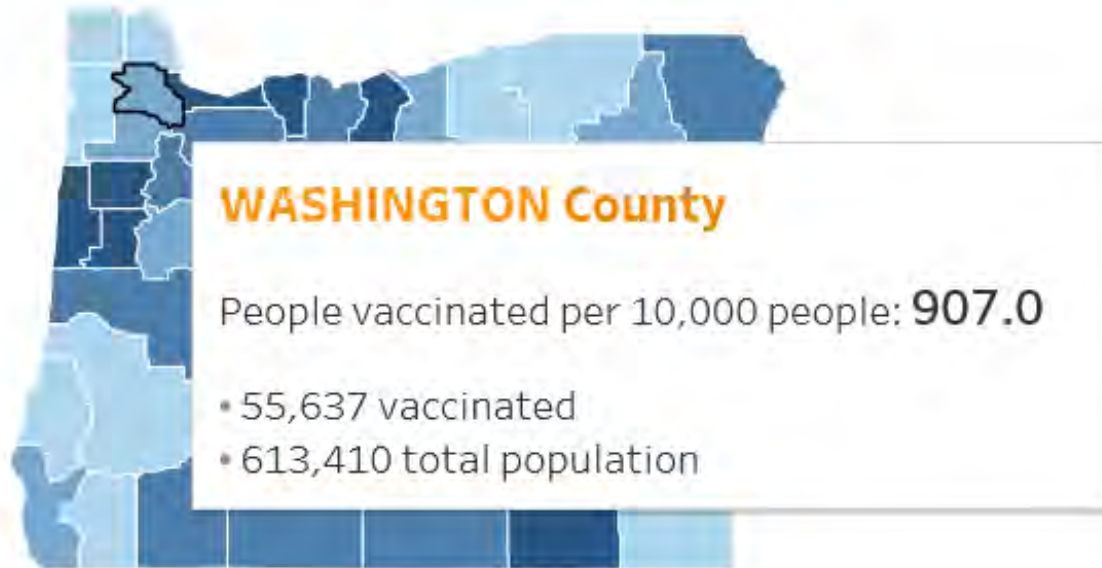 WASHINGTON County
People vaccinated per 10,000 people: 907.0
• 55,637 vaccinated
• 613,410 total population